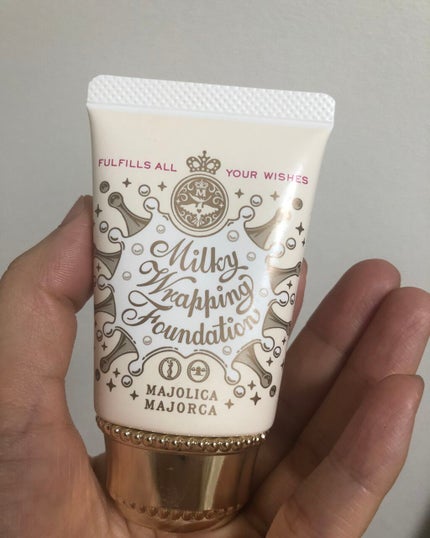 FULFILLS ALL YOUR WISHES
M
Milky
Wrapping
Foundation
MAJOLICA
MAJORCA